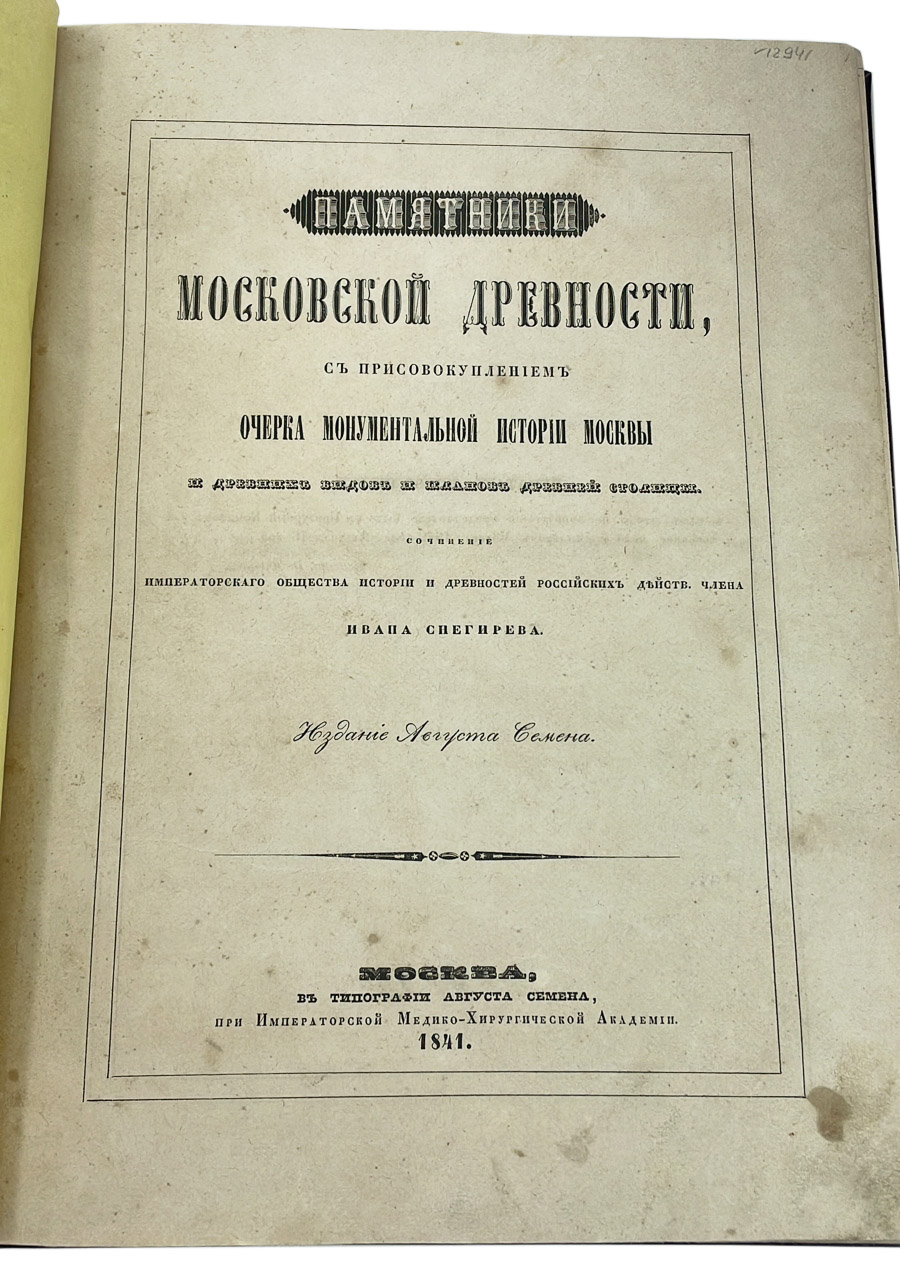 √12941
ПАМЯТНИКИ
МОСКОВСКОЙ ДРЕВНОСТИ,
СЪ ПРИСОВОКУПЛЕНІЕМЪ
ОЧЕРКА МОНУМЕНТАЛЬНОЙ ИСТОРІИ МОСКВЫ
И ДРЕВНИХЪ ВИДОВЪ И ПЛАНОВЪ ДРЕВНЕЙ СТОЛИЦЫ.
СОЧИНЕНІЕ
ИМПЕРАТОРСКАГО ОБЩЕСТВА ИСТОРІИ И ДРЕВНОСТЕЙ РОССІЙСКИХЪ ДѢЙСТВ. ЧЛЕНА
ИВАНА СНЕГИРЕВА.
Изданіе Августа Семена.
МОСКВА,
ВЪ ТИПОГРАФІИ АВГУСТА СЕМЕНА,
ПРИ ИМПЕРАТОРСКОЙ МЕДИКО-ХИРУРГИЧЕСКОЙ АКАДЕМІИ.
1841.